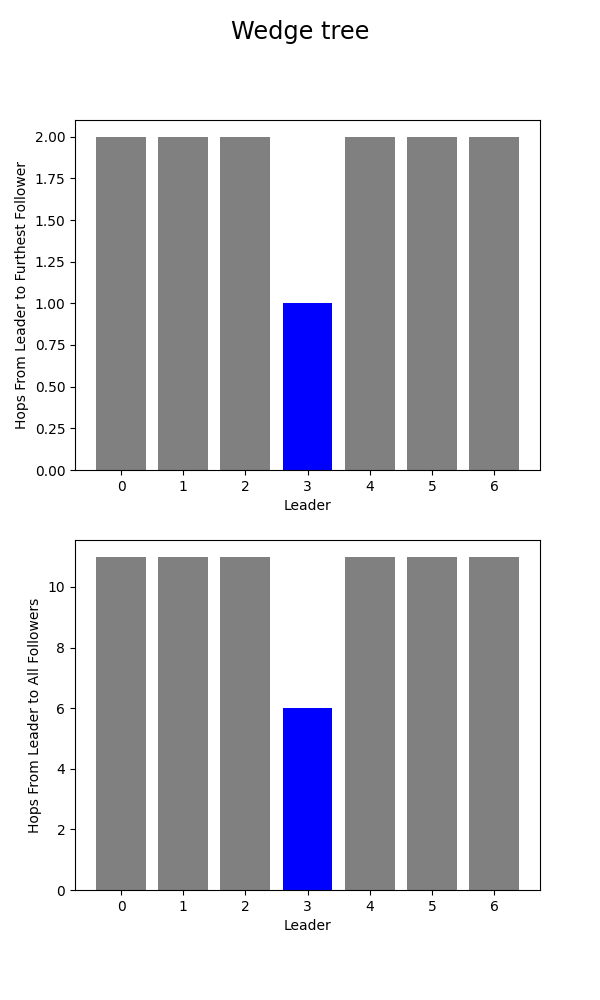 Wedge tree
Hops From Leader to Furthest Follower
2.00
1.75
1.50
1.25
1.00
0.75
0.50
0.25
0.00
0 1 2 3 4 5 6
Leader
Hops From Leader to All Followers
10
8
6
4
2
0
0 1 2 3 4 5 6
Leader